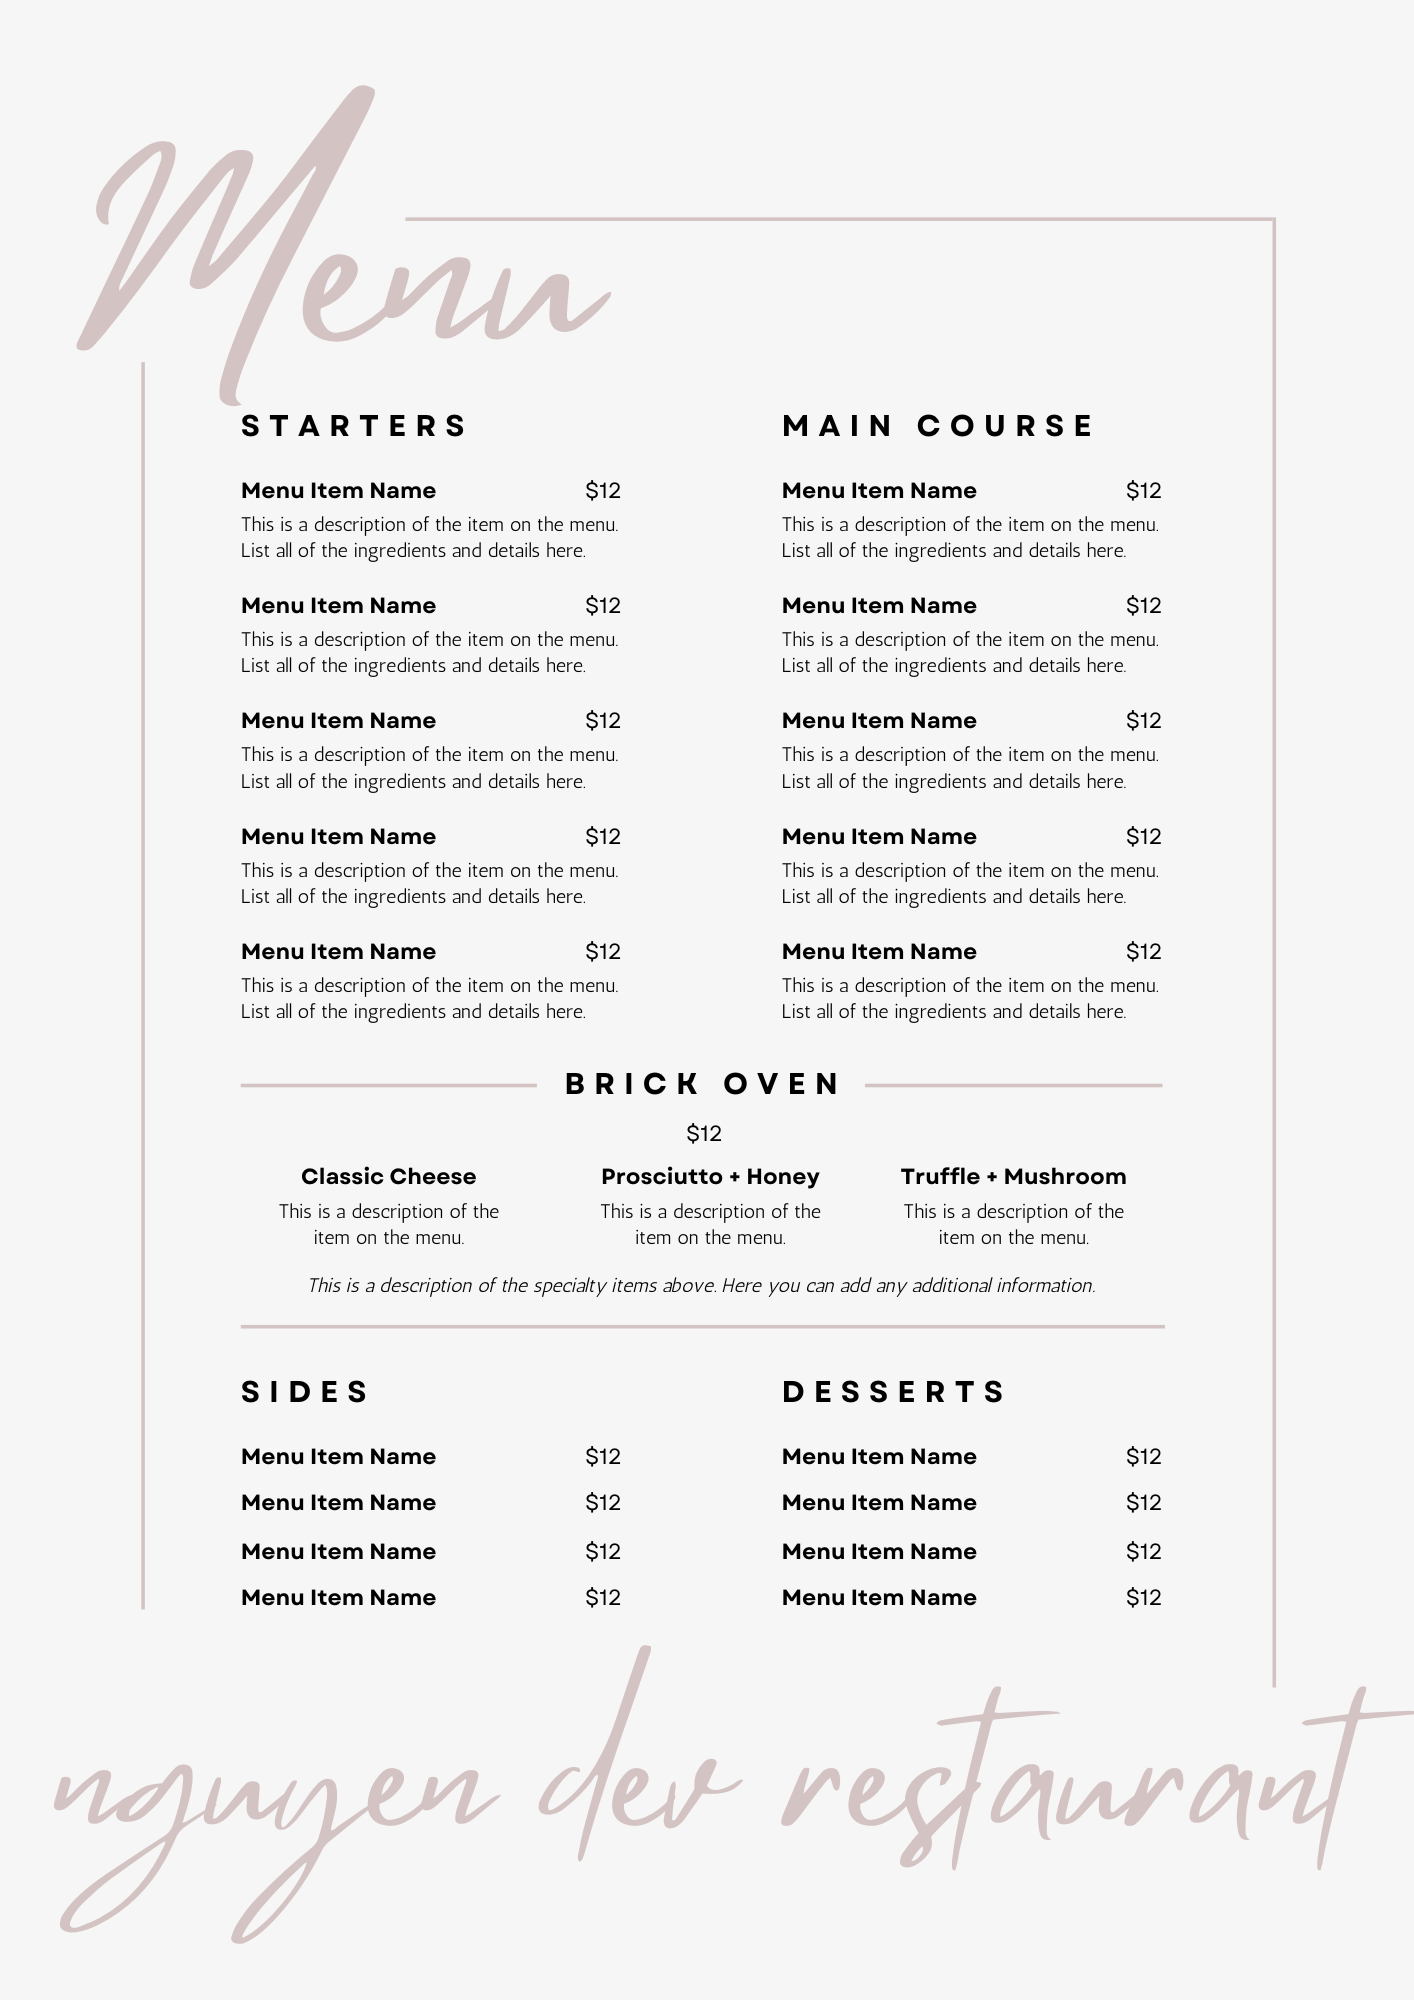 Menu
STARTERS
Menu Item Name $12
This is a description of the item on the menu.
List all of the ingredients and details here.
Menu Item Name $12
This is a description of the item on the menu.
List all of the ingredients and details here.
Menu Item Name $12
This is a description of the item on the menu.
List all of the ingredients and details here.
Menu Item Name $12
This is a description of the item on the menu.
List all of the ingredients and details here.
Menu Item Name $12
This is a description of the item on the menu.
List all of the ingredients and details here.
MAIN COURSE
Menu Item Name $12
This is a description of the item on the menu.
List all of the ingredients and details here.
Menu Item Name $12
This is a description of the item on the menu.
List all of the ingredients and details here.
Menu Item Name $12
This is a description of the item on the menu.
List all of the ingredients and details here.
Menu Item Name $12
This is a description of the item on the menu.
List all of the ingredients and details here.
Menu Item Name $12
This is a description of the item on the menu.
List all of the ingredients and details here.
BRICK OVEN
$12
Classic Cheese
This is a description of the
item on the menu.
Prosciutto + Honey
This is a description of the
item on the menu.
Truffle + Mushroom
This is a description of the
item on the menu.
This is a description of the specialty items above. Here you can add any additional information.
SIDES
Menu Item Name $12
Menu Item Name $12
Menu Item Name $12
Menu Item Name $12
DESSERTS
Menu Item Name $12
Menu Item Name $12
Menu Item Name $12
Menu Item Name $12
nguyen dev restaurant